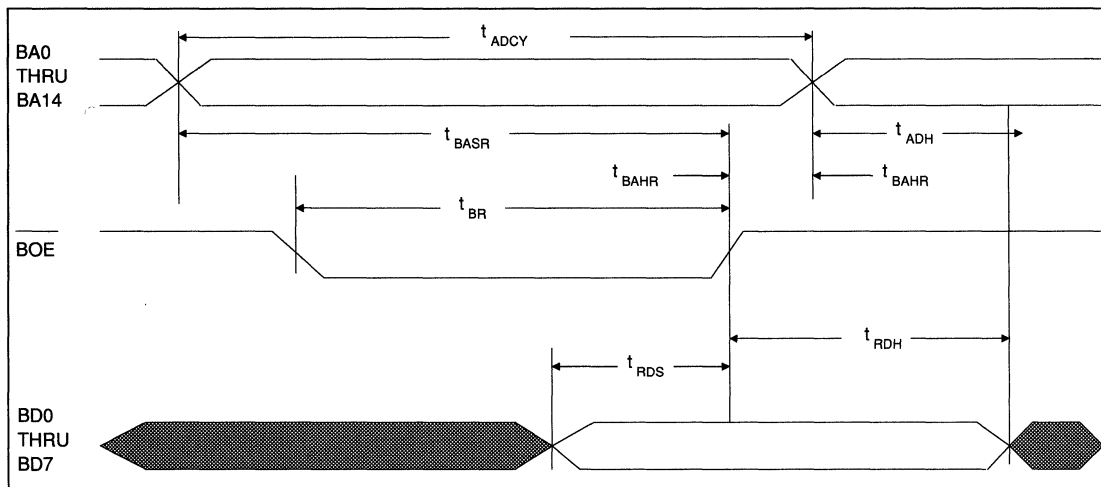 t ADCY
BA0
THRU
BA14
t BASR
t ADH
t BAHR
t BAHR
t BR
BOE
t RDH
t RDS
BD0
THRU
BD7